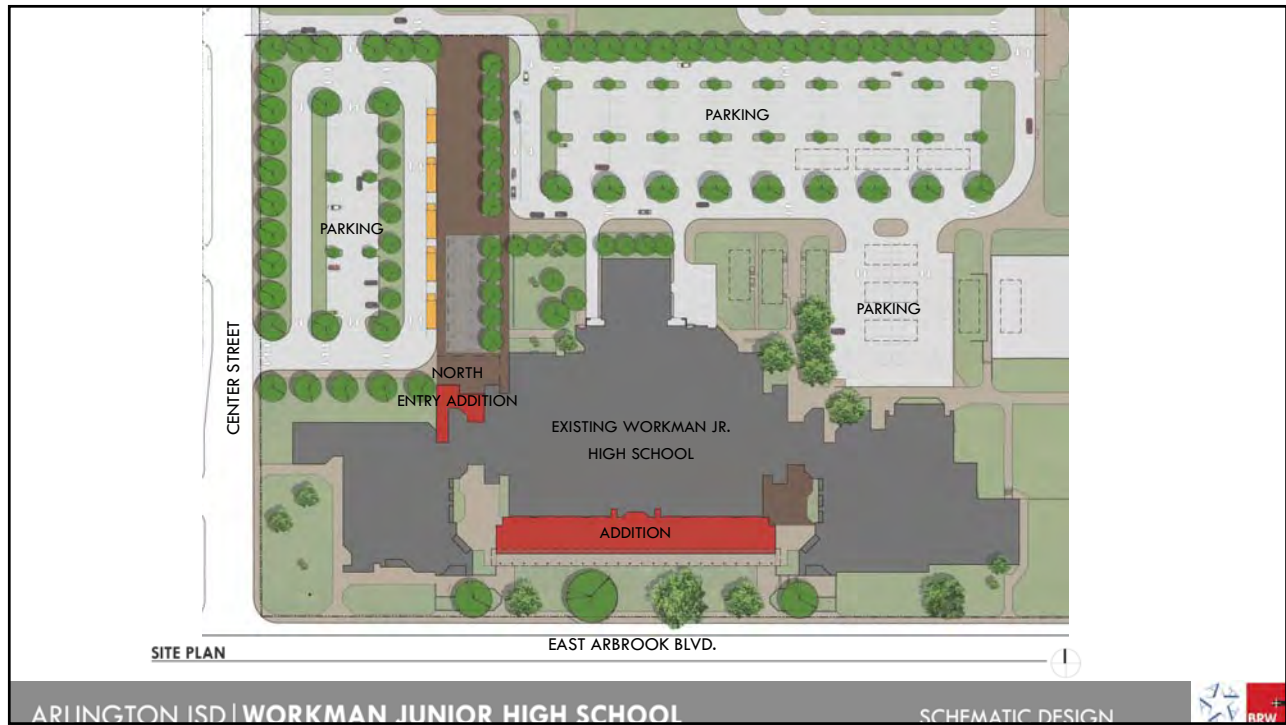 PARKING
PARKING
PARKING
CENTER STREET
NORTH
ENTRY ADDITION
EXISTING WORKMAN JR.
HIGH SCHOOL
ADDITION
EAST ARBROOK BLVD.
SITE PLAN
ARLINGTON ISD | WORKMAN JUNIOR HIGH SCHOOL
SCHEMATIC DESIGN
BRW